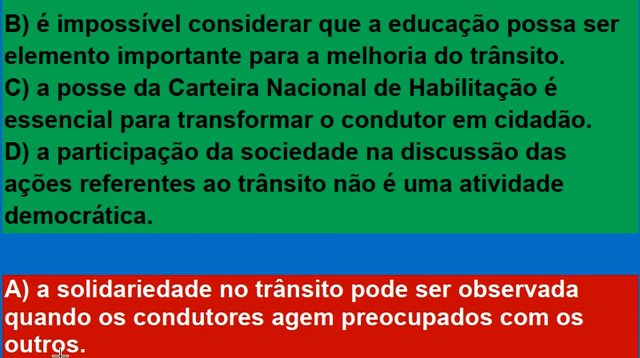 B) é impossível considerar que a educação possa ser
elemento importante para a melhoria do trânsito.
C) a posse da Carteira Nacional de Habilitação é
essencial para transformar o condutor em cidadão.
D) a participação da sociedade na discussão das
ações referentes ao trânsito não é uma atividade
democrática.
A) a solidariedade no trânsito pode ser observada
quando os condutores agem preocupados com os
outros.